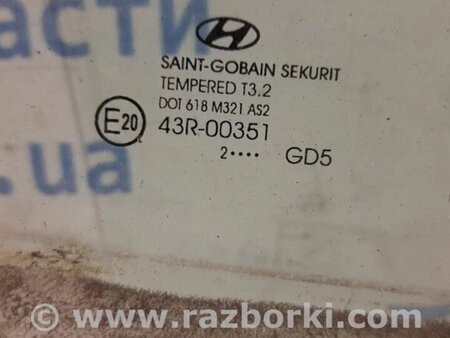 асти
.ua
SAINT-GOBAIN SEKURIT
TEMPERED T3.2
DOT 618 M321 AS2
E20 43R-00351
2•••• GD5
© www.razborki.com